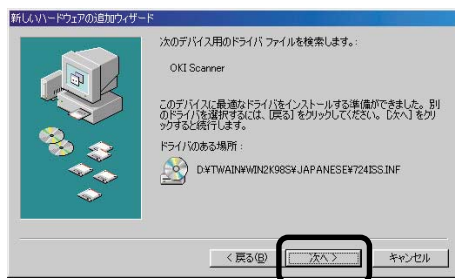 新しいハードウェアの追加ウィザード
次のデバイス用のドライバ ファイルを検索します。:
OKI Scanner
このデバイスに最適なドライバをインストールする準備ができました。別
のドライバを選択するには、[戻る] をクリックしてください。[次へ] をクリ
ックすると続行します。
ドライバのある場所:
D:¥TWAIN¥WIN2K98S¥JAPANESE¥724ISS.INF
< 戻る(B)
次へ >
キャンセル